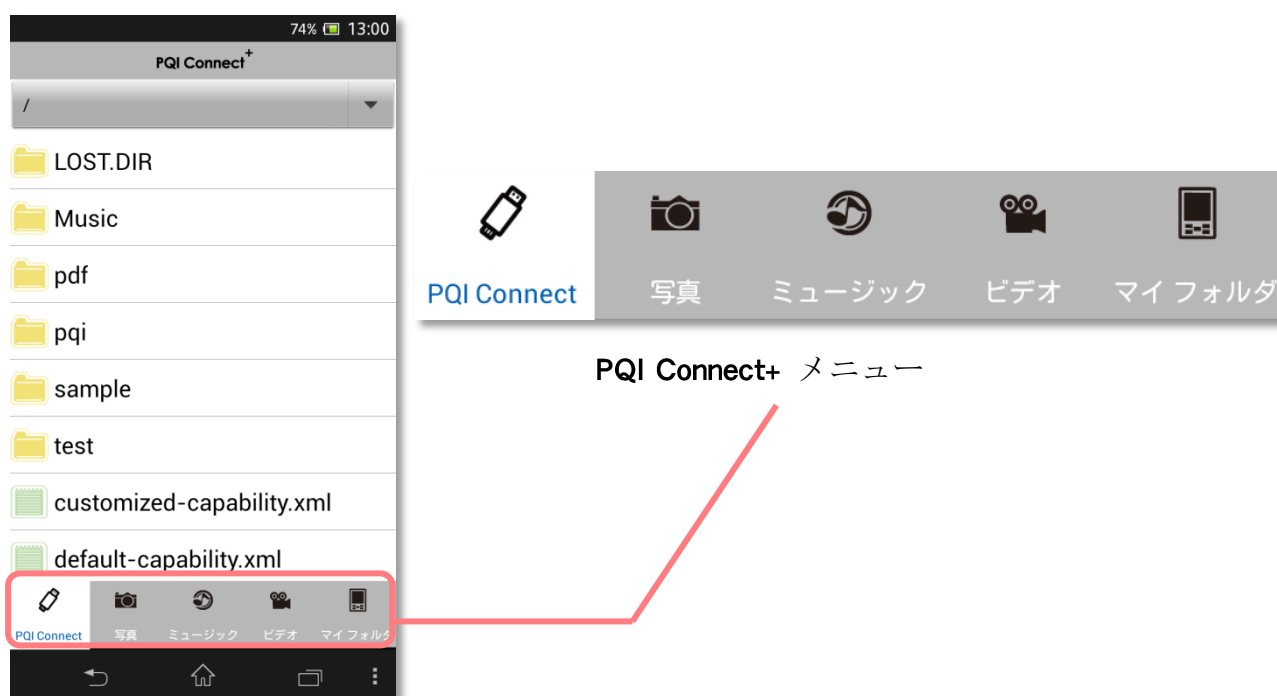 74% 13:00
PQI Connect+
/
LOST.DIR
Music
pdf
pqi
sample
test
customized-capability.xml
default-capability.xml
PQI Connect 写真 ミュージック ビデオ マイ フォルダ
PQI Connect 写真 ミュージック ビデオ マイ フォルダ
PQI Connect+ メニュー